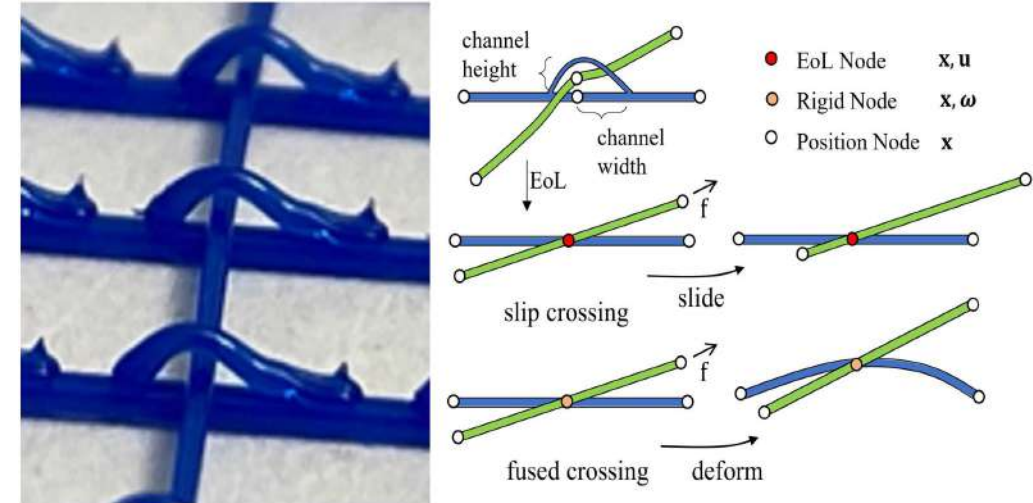 channel
height
channel
width
EoL
EoL Node x, u
Rigid Node x, ω
Position Node x
f
slip crossing
slide
f
fused crossing
deform